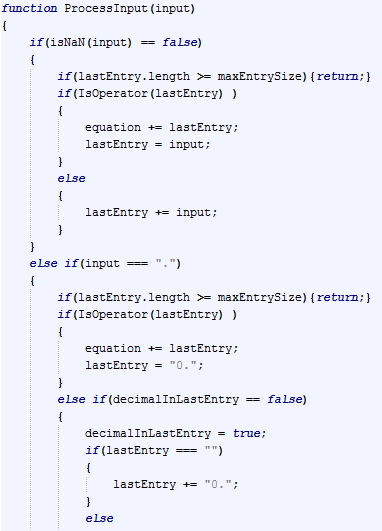 function ProcessInput(input)
{
    if(isNaN(input) == false)
    {
        if(lastEntry.length >= maxEntrySize){return;}
        if(IsOperator(lastEntry) )
        {
            equation += lastEntry;
            lastEntry = input;
        }
        else
        {
            lastEntry += input;
        }
    }
    else if(input === ".")
    {
        if(lastEntry.length >= maxEntrySize){return;}
        if(IsOperator(lastEntry) )
        {
            equation += lastEntry;
            lastEntry = "0.";
        }
        else if(decimalInLastEntry == false)
        {
            decimalInLastEntry = true;
            if(lastEntry === "")
            {
                lastEntry += "0.";
            }
            else